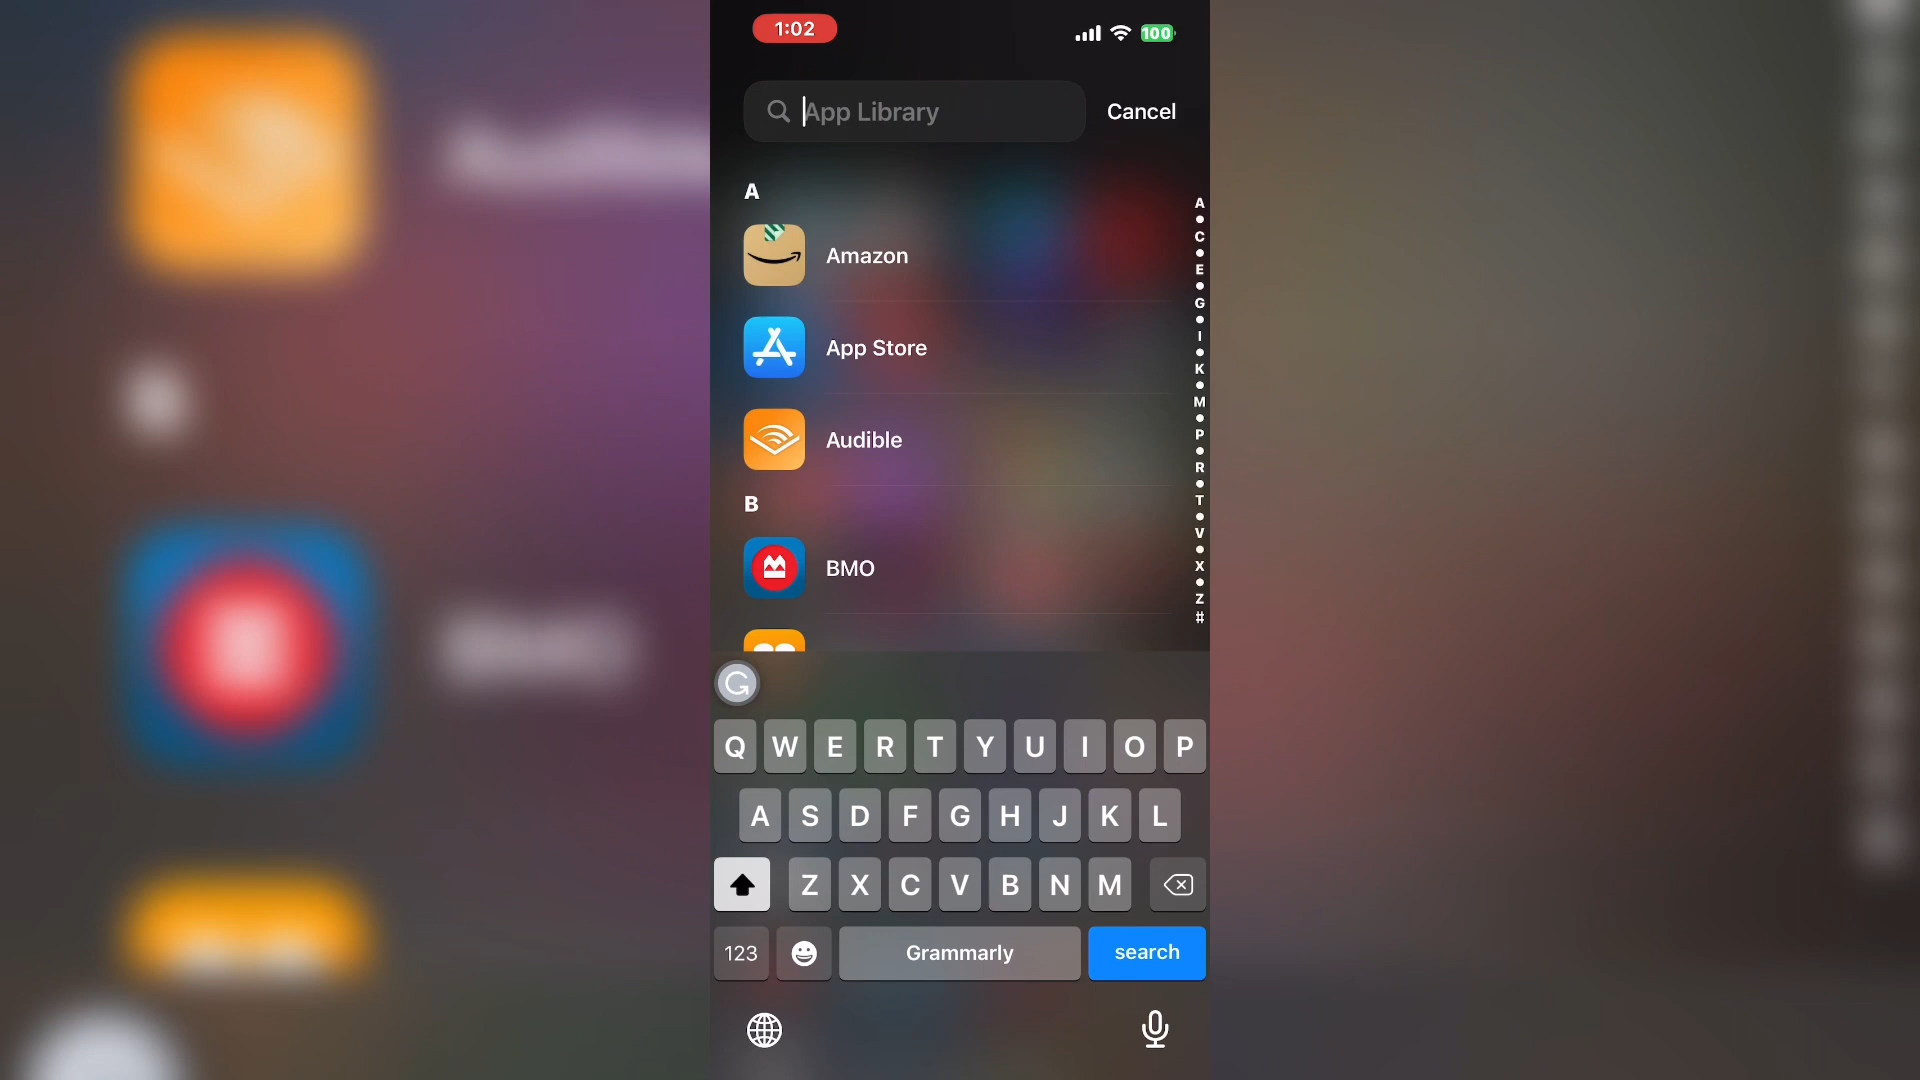 1:02
100
App Library
Cancel
A
Amazon
App Store
Audible
B
BMO
A
C
E
G
I
K
M
P
R
T
V
X
Z
#
Q W E R T Y U I O P
A S D F G H J K L
Z X C V B N M
123
Grammarly
search